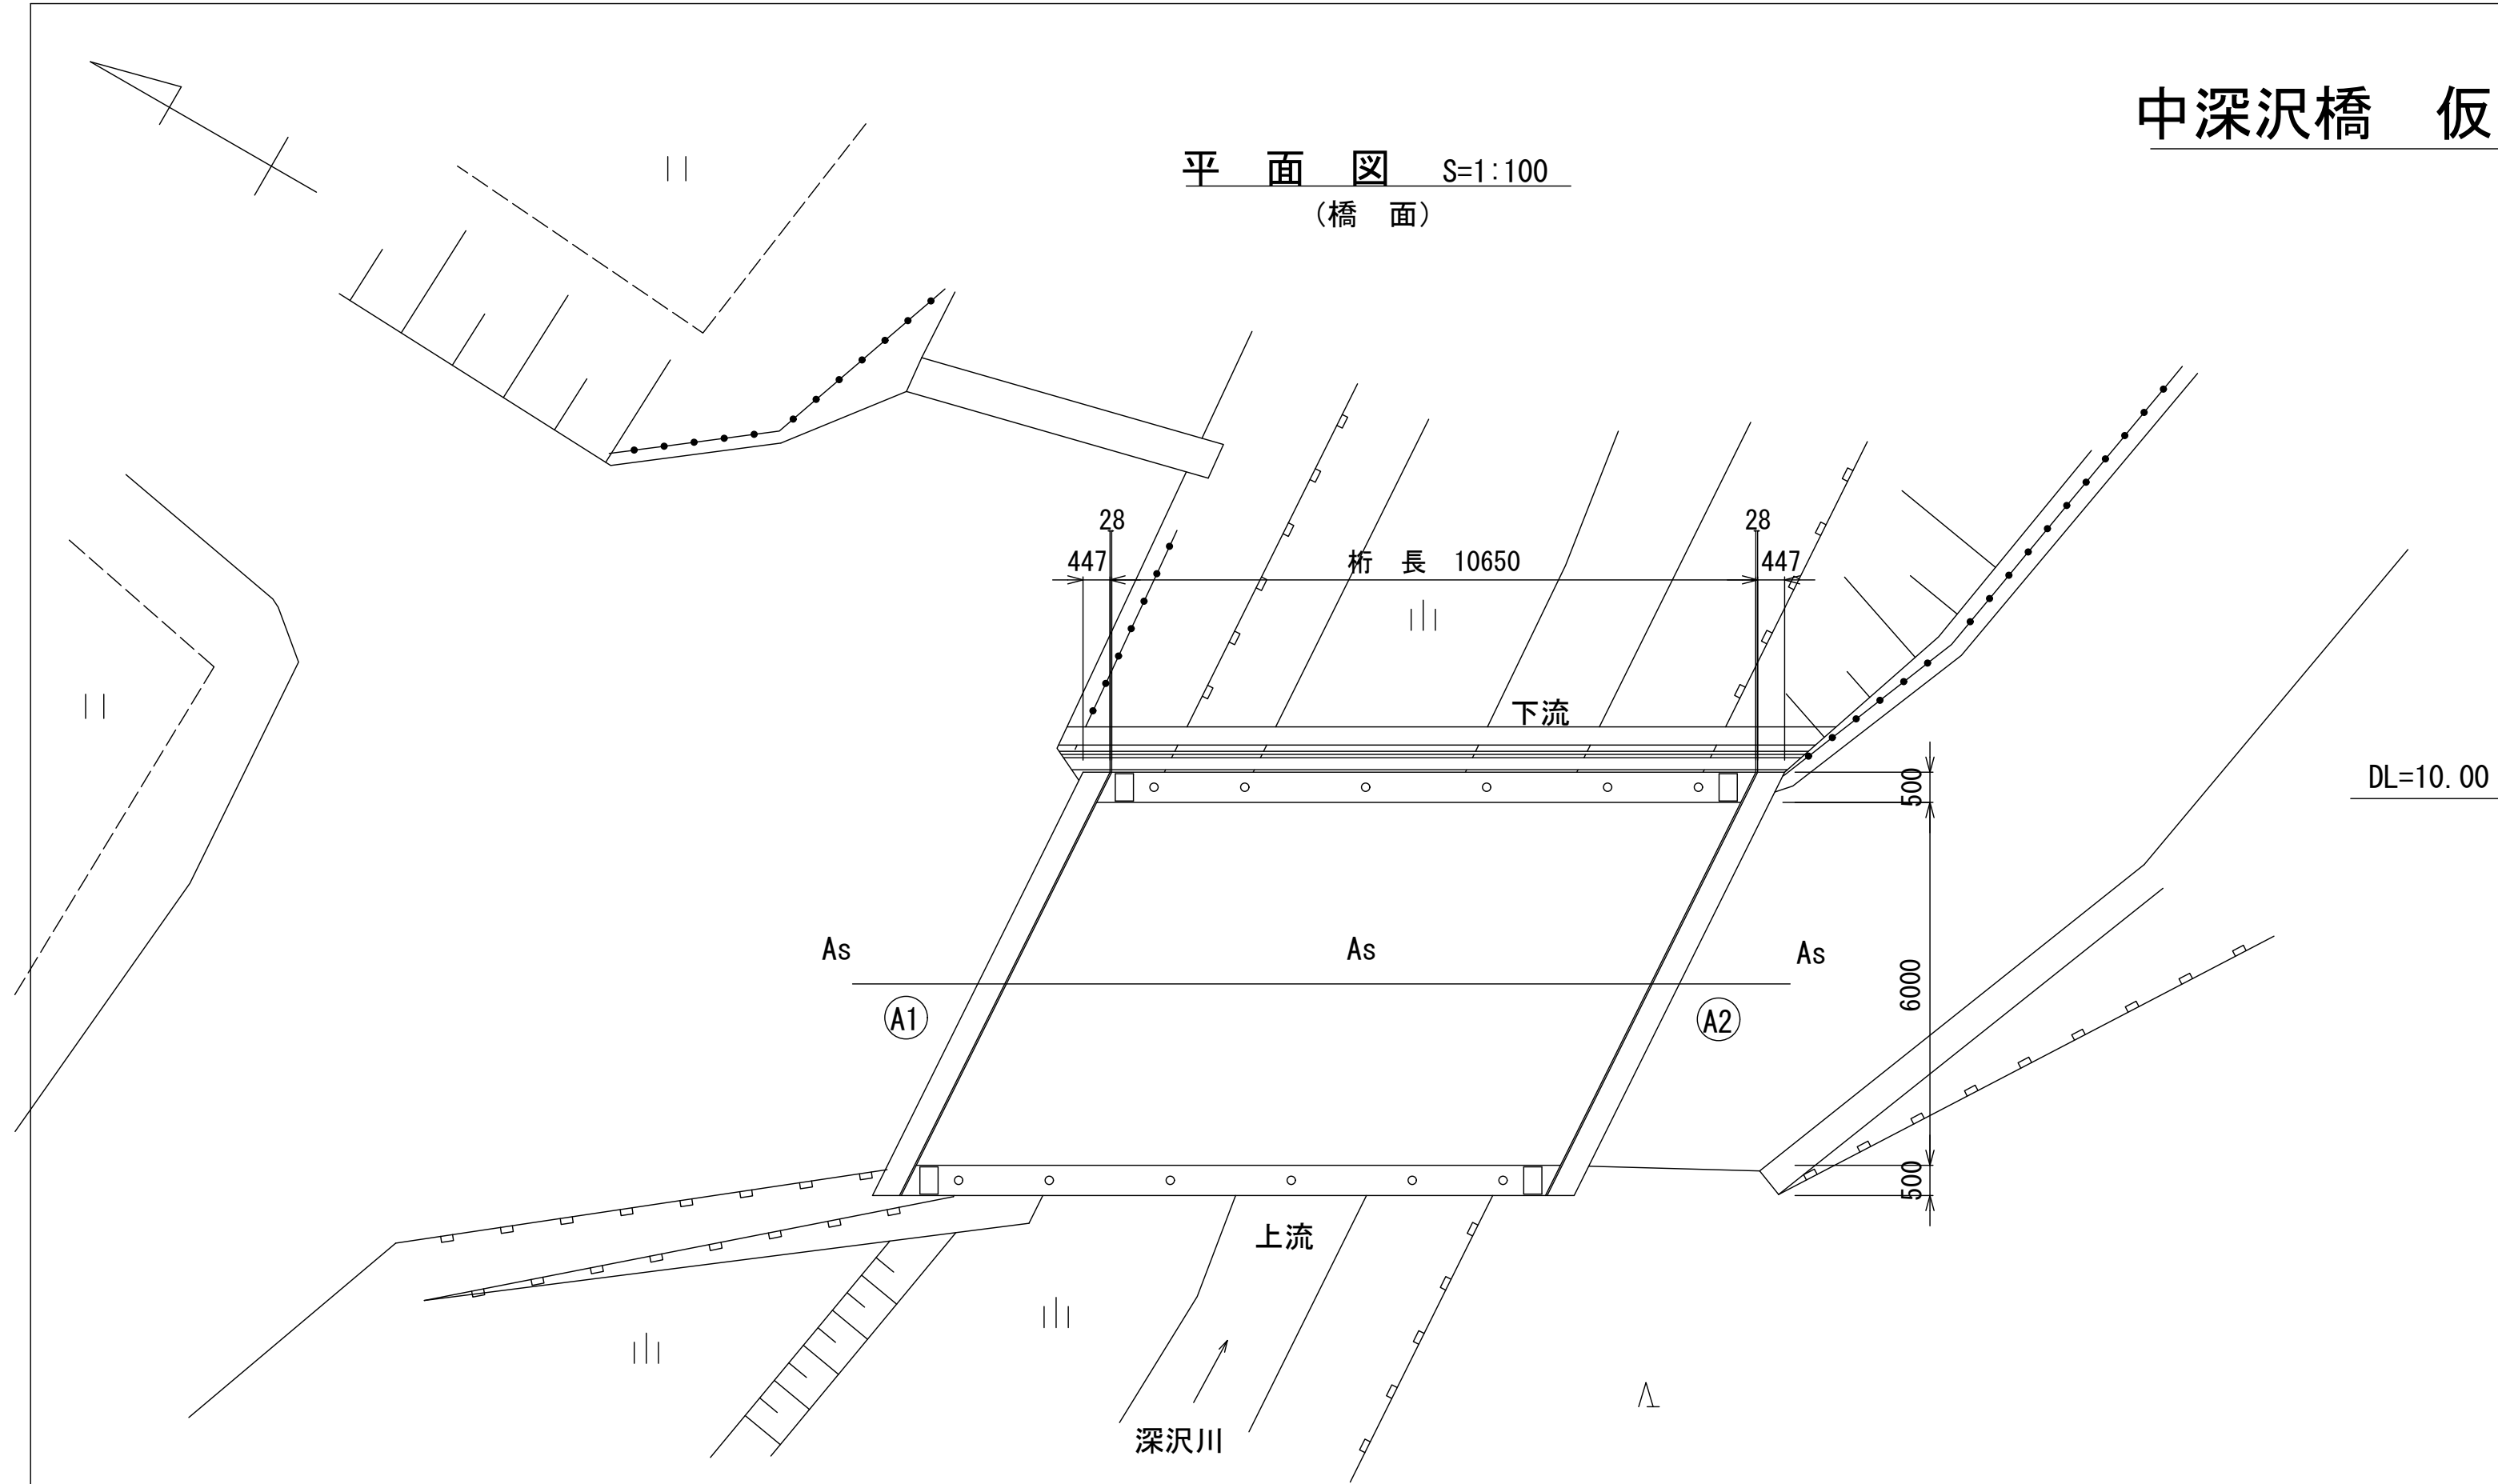 中深沢橋　仮
平　面　図　S=1:100
(橋　面)
28
28
447
桁　長　10650
447
下流
500
DL=10.00
As
As
As
6000
A1
A2
500
上流
深沢川